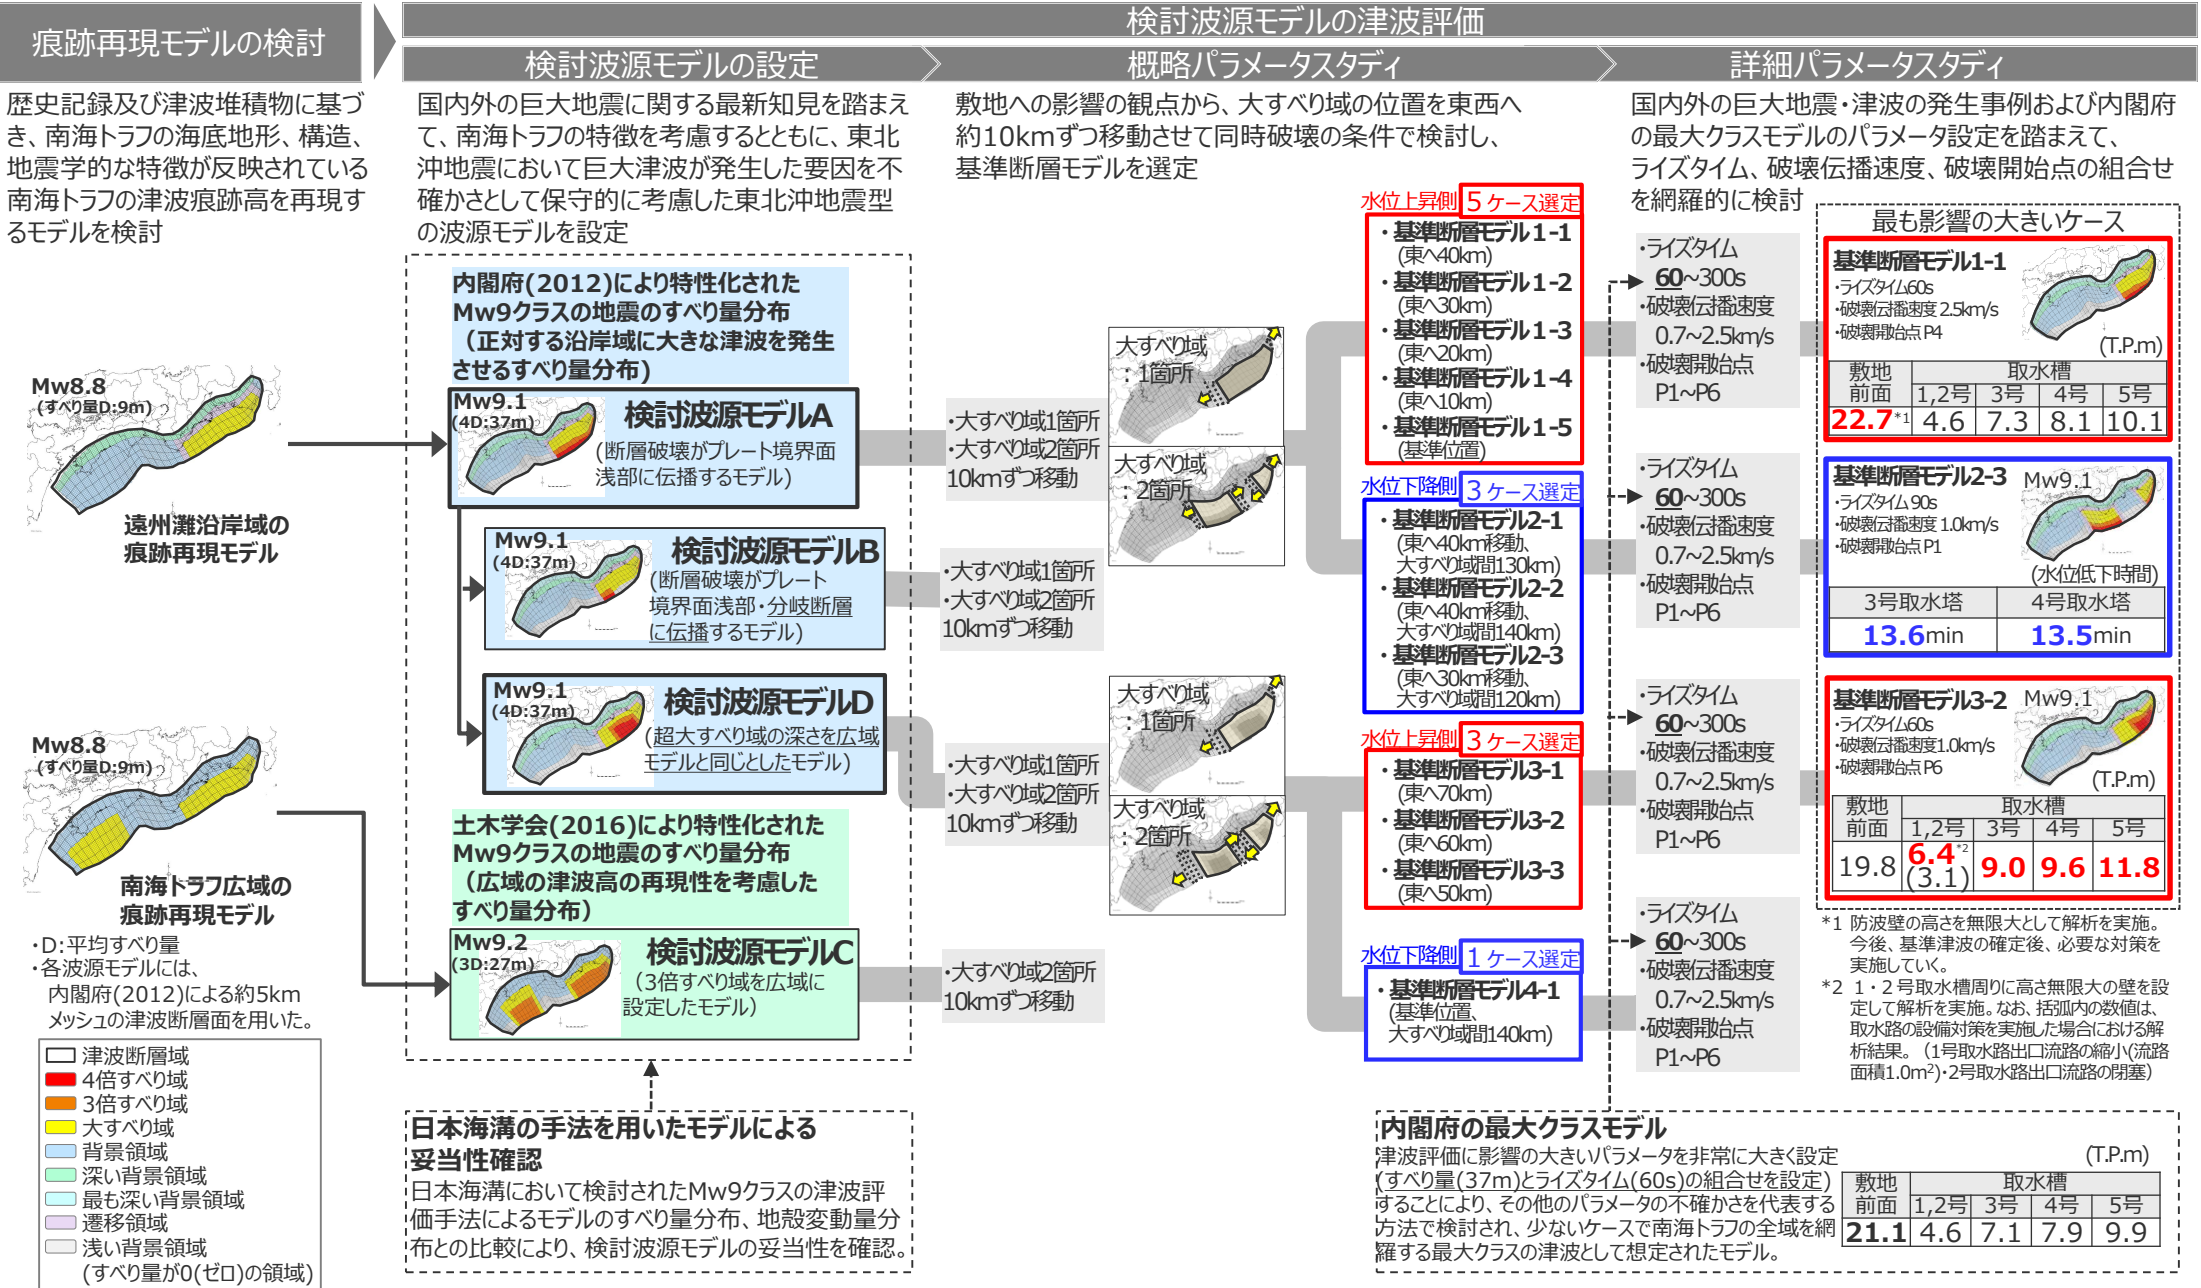 痕跡再現モデルの検討
検討波源モデルの津波評価
検討波源モデルの設定
概略パラメータスタディ
詳細パラメータスタディ
歴史記録及び津波堆積物に基づ
き、南海トラフの海底地形、構造、
地震学的な特徴が反映されている
南海トラフの津波痕跡高を再現す
るモデルを検討
国内外の巨大地震に関する最新知見を踏まえ
て、南海トラフの特徴を考慮するとともに、東北
沖地震において巨大津波が発生した要因を不
確かさとして保守的に考慮した東北沖地震型
の波源モデルを設定
敷地への影響の観点から、大すべり域の位置を東西へ
約10kmずつ移動させて同時破壊の条件で検討し、
基準断層モデルを選定
国内外の巨大地震・津波の発生事例および内閣府
の最大クラスモデルのパラメータ設定を踏まえて、
ライズタイム、破壊伝播速度、破壊開始点の組合せ
を網羅的に検討
Mw8.8
(すべり量D:9m)
遠州灘沿岸域の
痕跡再現モデル
Mw8.8
(すべり量D:9m)
南海トラフ広域の
痕跡再現モデル
・D:平均すべり量
・各波源モデルには、
内閣府(2012)による約5km
メッシュの津波断層面を用いた。
津波断層域
4倍すべり域
3倍すべり域
大すべり域
背景領域
深い背景領域
最も深い背景領域
遷移領域
浅い背景領域
(すべり量が0(ゼロ)の領域)
内閣府(2012)により特性化された
Mw9クラスの地震のすべり量分布
（正対する沿岸域に大きな津波を発生
させるすべり量分布)
Mw9.1
(4D:37m)
検討波源モデルA
(断層破壊がプレート境界面
浅部に伝播するモデル)
Mw9.1
(4D:37m)
検討波源モデルB
(断層破壊がプレート
境界面浅部・分岐断層
に伝播するモデル)
Mw9.1
(4D:37m)
検討波源モデルD
(超大すべり域の深さを広域
モデルと同じとしたモデル)
土木学会(2016)により特性化された
Mw9クラスの地震のすべり量分布
（広域の津波高の再現性を考慮した
すべり量分布）
Mw9.2
(3D:27m)
検討波源モデルC
（3倍すべり域を広域に
設定したモデル）
日本海溝の手法を用いたモデルによる
妥当性確認
日本海溝において検討されたMw9クラスの津波評
価手法によるモデルのすべり量分布、地殻変動量分
布との比較により、検討波源モデルの妥当性を確認。
・大すべり域1箇所
・大すべり域2箇所
10kmずつ移動
・大すべり域1箇所
・大すべり域2箇所
10kmずつ移動
・大すべり域1箇所
・大すべり域2箇所
10kmずつ移動
・大すべり域2箇所
10kmずつ移動
大すべり域
：1箇所
大すべり域
：2箇所
大すべり域
：1箇所
大すべり域
：2箇所
水位上昇側 5 ケース選定
・基準断層モデル 1-1
(東へ40km)
・基準断層モデル 1-2
(東へ30km)
・基準断層モデル 1-3
(東へ20km)
・基準断層モデル 1-4
(東へ10km)
・基準断層モデル 1-5
(基準位置)
水位下降側 3 ケース選定
・基準断層モデル2-1
(東へ40km移動、
大すべり域間130km)
・基準断層モデル2-2
(東へ40km移動、
大すべり域間140km)
・基準断層モデル2-3
(東へ30km移動、
大すべり域間120km)
水位上昇側 3 ケース選定
・基準断層モデル3-1
(東へ70km)
・基準断層モデル3-2
(東へ60km)
・基準断層モデル3-3
(東へ50km)
水位下降側 1 ケース選定
・基準断層モデル4-1
(基準位置、
大すべり域間140km)
・ライズタイム
60~300s
・破壊伝播速度
0.7~2.5km/s
・破壊開始点
P1~P6
・ライズタイム
60~300s
・破壊伝播速度
0.7~2.5km/s
・破壊開始点
P1~P6
・ライズタイム
60~300s
・破壊伝播速度
0.7~2.5km/s
・破壊開始点
P1~P6
・ライズタイム
60~300s
・破壊伝播速度
0.7~2.5km/s
・破壊開始点
P1~P6
最も影響の大きいケース
基準断層モデル1-1
・ライズタイム60s
・破壊伝播速度 2.5km/s
・破壊開始点 P4
(T.P.m)
敷地 取水槽
前面 1,2号 3号 4号 5号
22.7*1 4.6 7.3 8.1 10.1
基準断層モデル2-3 Mw9.1
・ライズタイム 90s
・破壊伝播速度 1.0km/s
・破壊開始点 P1
(水位低下時間)
3号取水塔 4号取水塔
13.6min 13.5min
基準断層モデル3-2 Mw9.1
・ライズタイム60s
・破壊伝播速度1.0km/s
・破壊開始点 P6
(T.P.m)
敷地 取水槽
前面 1,2号 3号 4号 5号
19.8 6.4*2 (3.1) 9.0 9.6 11.8
*1 防波壁の高さを無限大として解析を実施。
今後、基準津波の確定後、必要な対策を
実施していく。
*2 1・2号取水槽周りに高さ無限大の壁を設
定して解析を実施。なお、括弧内の数値は、
取水路の設備対策を実施した場合における解
析結果。（1号取水路出口流路の縮小(流路
面積1.0m²)・2号取水路出口流路の閉塞）
内閣府の最大クラスモデル
津波評価に影響の大きいパラメータを非常に大きく設定
(すべり量(37m)とライズタイム(60s)の組合せを設定)
することにより、その他のパラメータの不確かさを代表する
方法で検討され、少ないケースで南海トラフの全域を網
羅する最大クラスの津波として想定されたモデル。
(T.P.m)
敷地 取水槽
前面 1,2号 3号 4号 5号
21.1 4.6 7.1 7.9 9.9